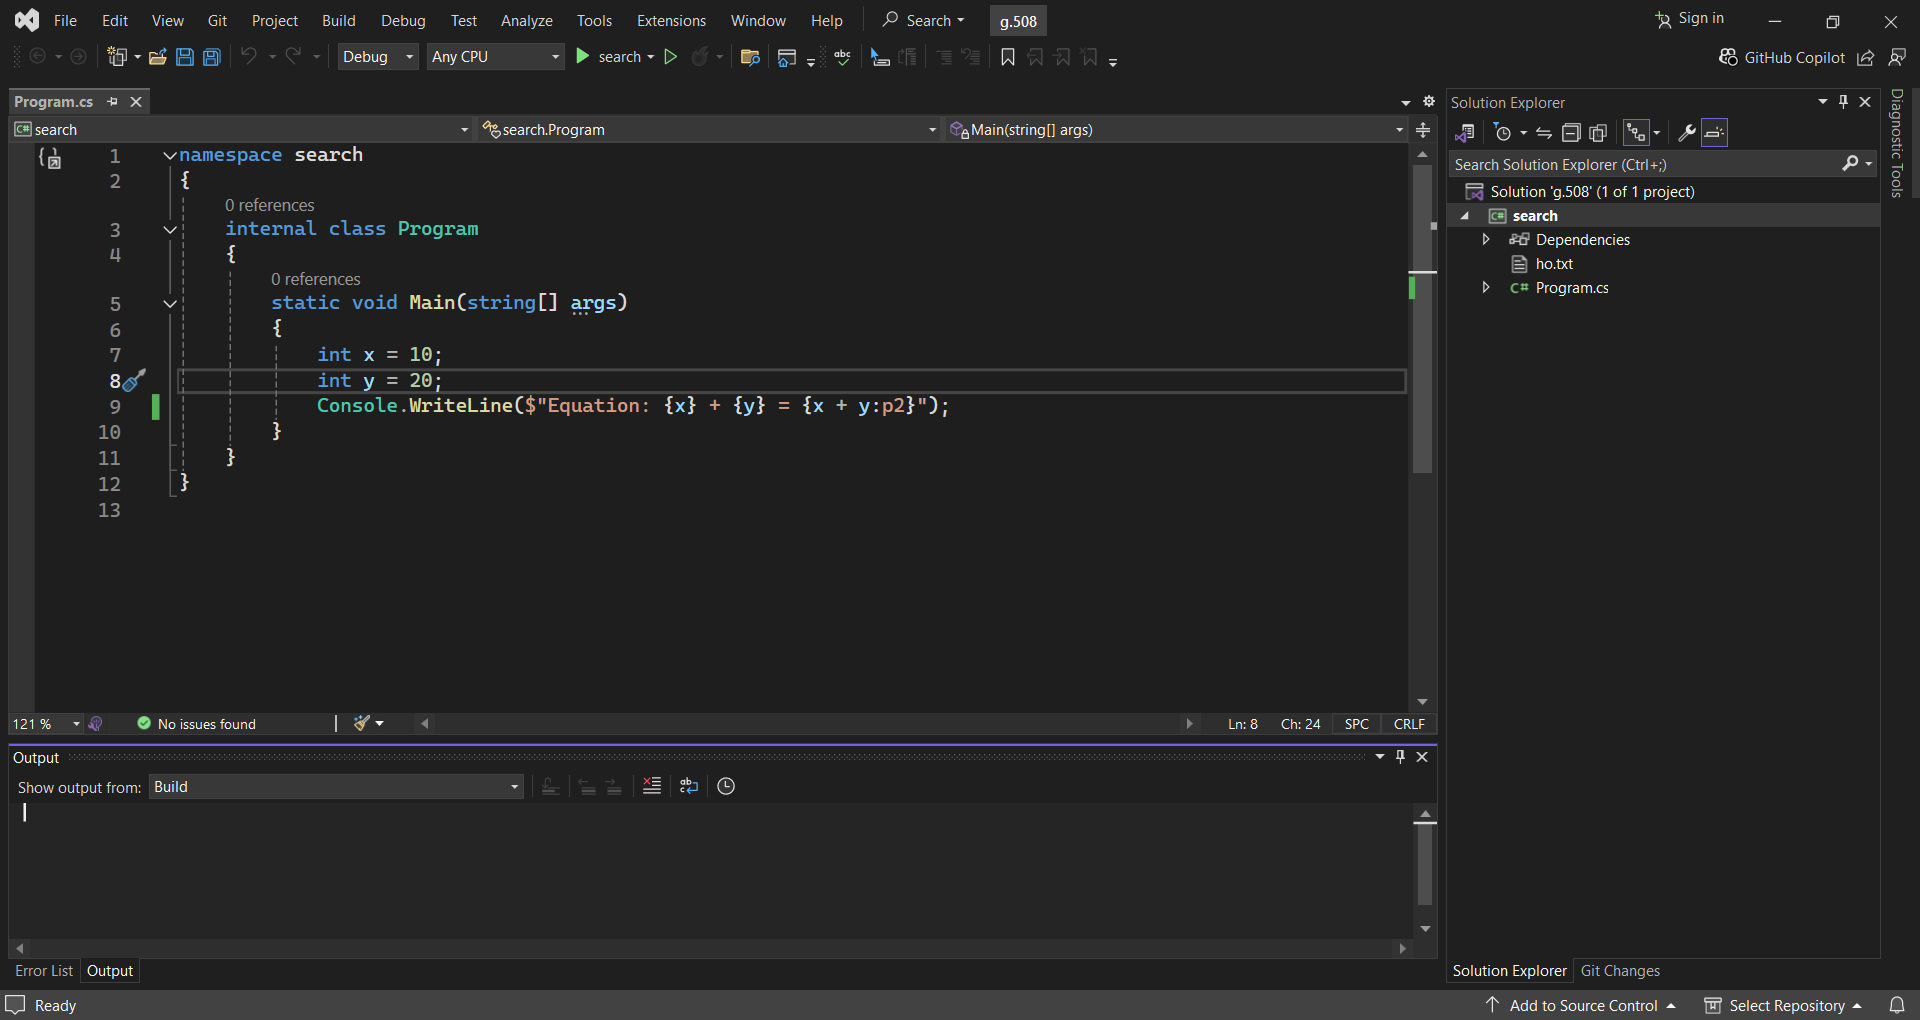 File Edit View Git Project Build Debug Test Analyze Tools Extensions Window Help Search g.508 Sign in
Debug Any CPU search GitHub Copilot
Program.cs
search search.Program Main(string[] args)
1 namespace search
2 {
0 references
3 internal class Program
4 {
0 references
5 static void Main(string[] args)
6 {
7 int x = 10;
8 int y = 20;
9 Console.WriteLine($"Equation: {x} + {y} = {x + y:p2}");
10 }
11 }
12 }
13
121 % No issues found Ln: 8 Ch: 24 SPC CRLF
Output
Show output from: Build
Error List Output
Solution Explorer
Search Solution Explorer (Ctrl+;)
Solution 'g.508' (1 of 1 project)
search
Dependencies
ho.txt
C# Program.cs
Solution Explorer Git Changes
Diagnostic Tools
Ready Add to Source Control Select Repository